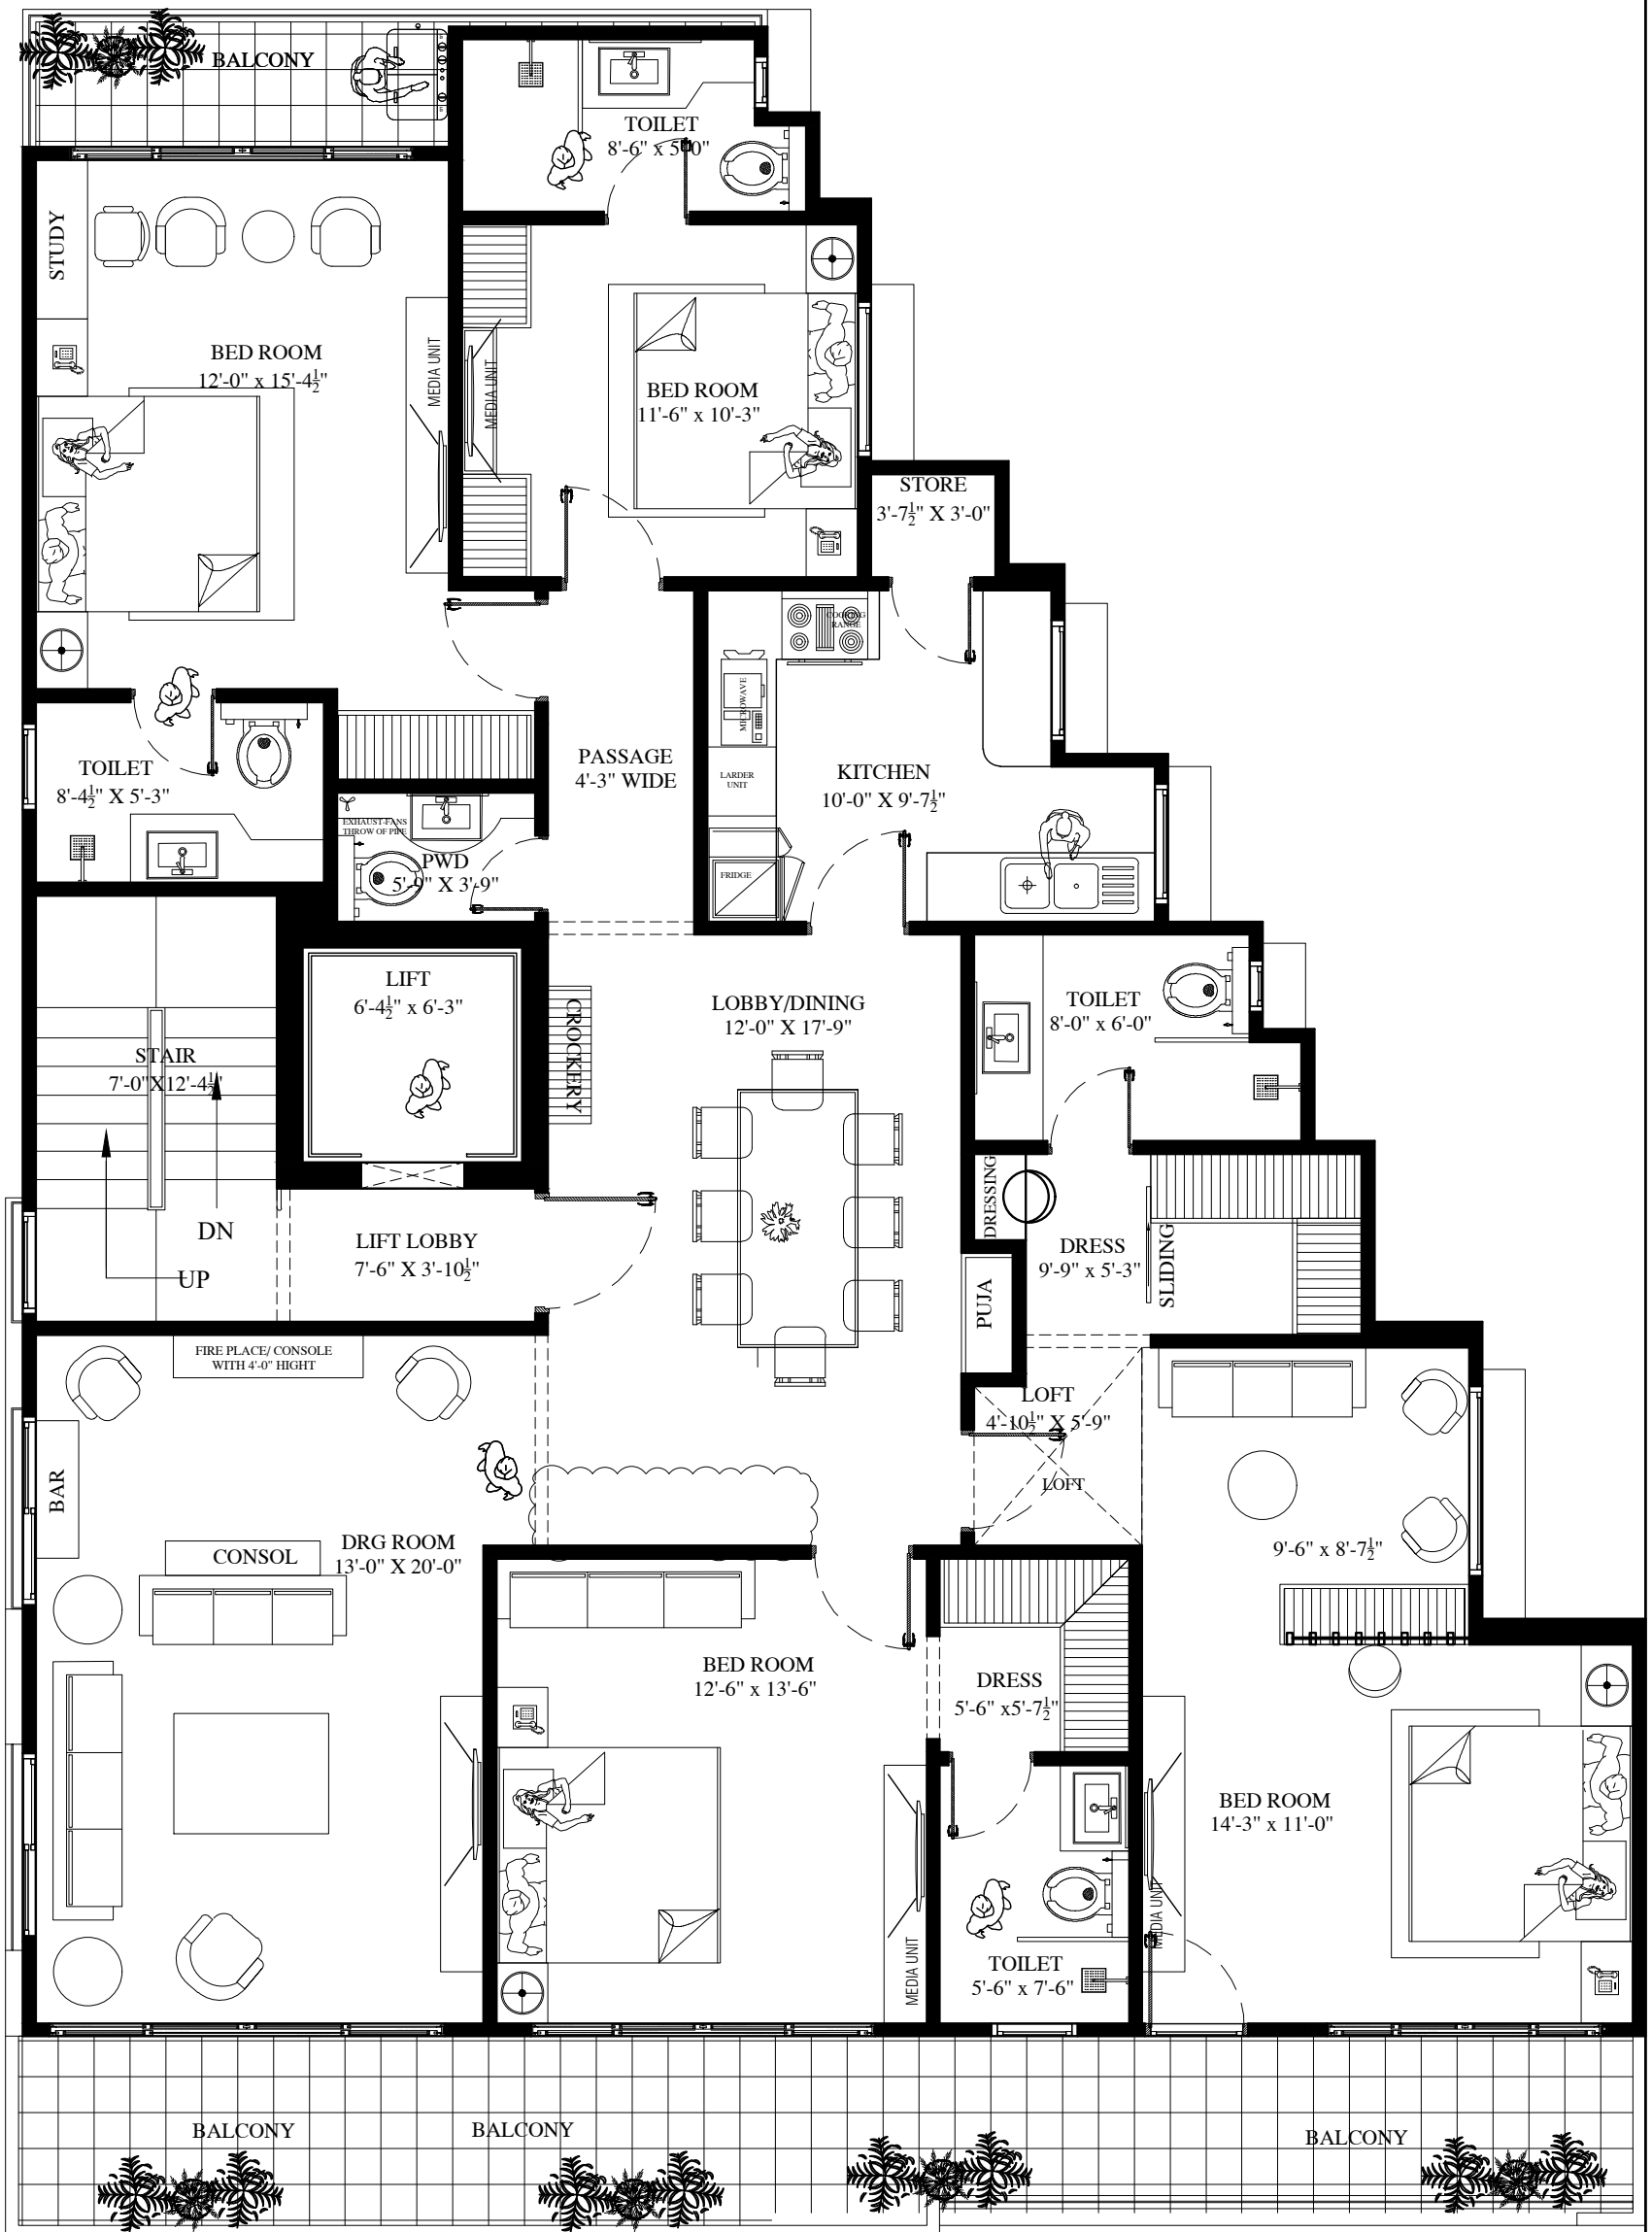 BALCONY
TOILET
8'-6" x 5'-0"
STUDY
BED ROOM
12'-0" x 15'-4½"
MEDIA UNIT
MEDIA UNIT
BED ROOM
11'-6" x 10'-3"
STORE
3'-7½" X 3'-0"
COOKING
RANGE
MICROWAVE
LARDER
UNIT
FRIDGE
KITCHEN
10'-0" X 9'-7½"
PASSAGE
4'-3" WIDE
TOILET
8'-4½" X 5'-3"
EXHAUST-FANS
THROW OF PIPE
PWD
5'-9" X 3'-9"
LIFT
6'-4½" x 6'-3"
CROCKERY
LOBBY/DINING
12'-0" X 17'-9"
TOILET
8'-0" x 6'-0"
STAIR
7'-0"X12'-4½"
DN
UP
LIFT LOBBY
7'-6" X 3'-10½"
DRESSING
DRESS
9'-9" x 5'-3"
SLIDING
PUJA
FIRE PLACE/ CONSOLE
WITH 4'-0" HIGHT
LOFT
4'-10½" X 5'-9"
LOFT
BAR
CONSOL
DRG ROOM
13'-0" X 20'-0"
9'-6" x 8'-7½"
BED ROOM
12'-6" x 13'-6"
DRESS
5'-6" x5'-7½"
BED ROOM
14'-3" x 11'-0"
MEDIA UNIT
MEDIA UNIT
TOILET
5'-6" x 7'-6"
BALCONY
BALCONY
BALCONY